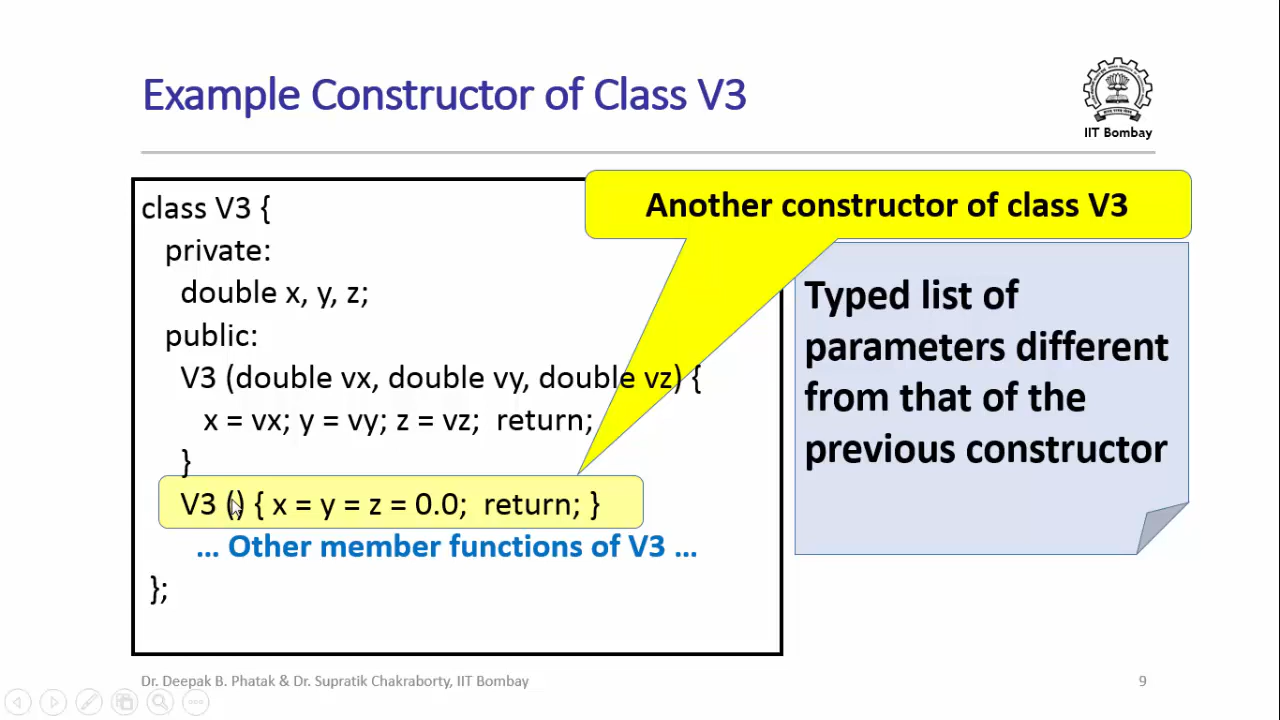 Example Constructor of Class V3
IIT Bombay
class V3 {
private:
double x, y, z;
public:
V3 (double vx, double vy, double vz) {
x = vx; y = vy; z = vz;  return;
}
V3 () { x = y = z = 0.0;  return; }
... Other member functions of V3 ...
};
Another constructor of class V3
Typed list of
parameters different
from that of the
previous constructor
Dr. Deepak B. Phatak & Dr. Supratik Chakraborty, IIT Bombay
9